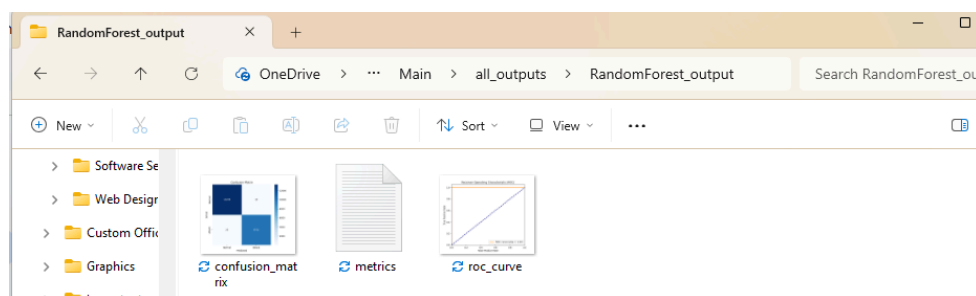 RandomForest_output
OneDrive > ... Main > all_outputs > RandomForest_output
Search RandomForest_ou
New
Sort
View
...
Software Se
Web Design
Custom Offic
Graphics
confusion_mat
rix
metrics
roc_curve